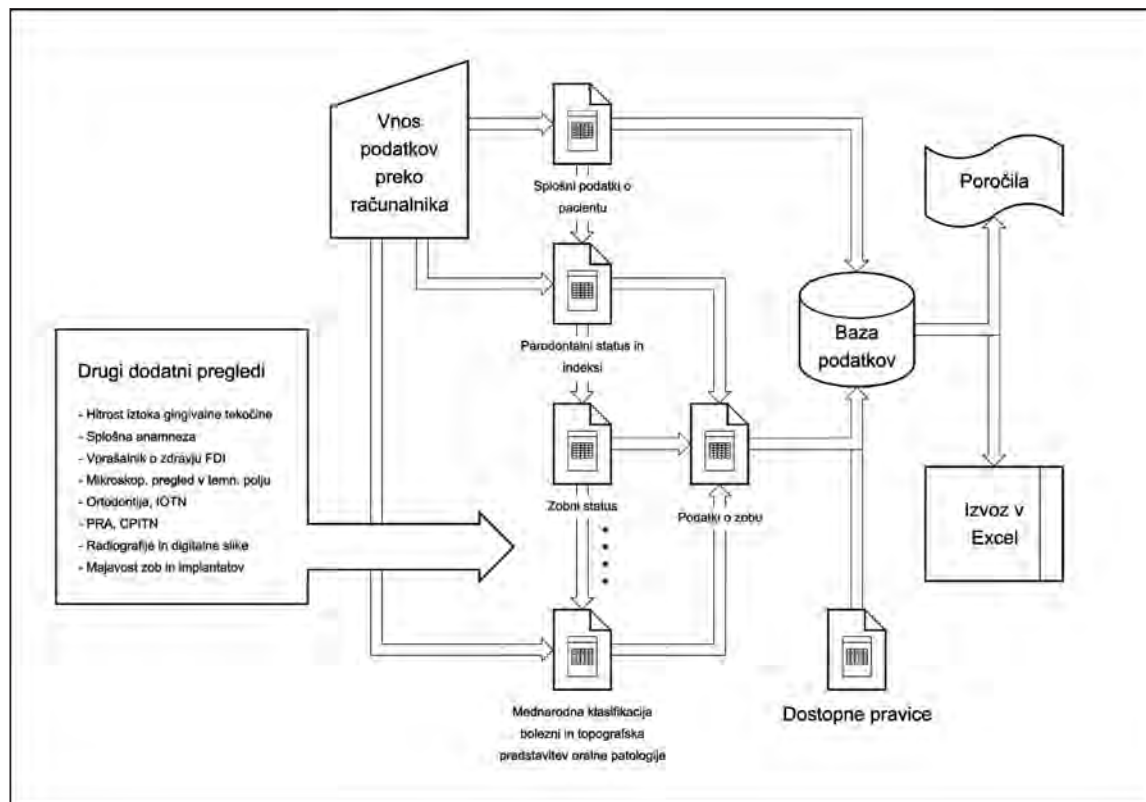 Vnos
podatkov
preko
računalnika
Splošni podatki o
pacientu
Parodontalni status in
indeksi
Zobni status
Podatki o zobu
Mednarodna klasifikacija
bolezni in topografska
predstavitev oralne patologije
Drugi dodatni pregledi
- Hitrost iztoka gingivalne tekočine
- Splošna anamneza
- Vprašalnik o zdravju FDI
- Mikroskop. pregled v temn. polju
- Ortodontija, IOTN
- PRA, CPITN
- Radiografije in digitalne slike
- Majavost zob in implantatov
Baza
podatkov
Poročila
Izvoz v
Excel
Dostopne pravice